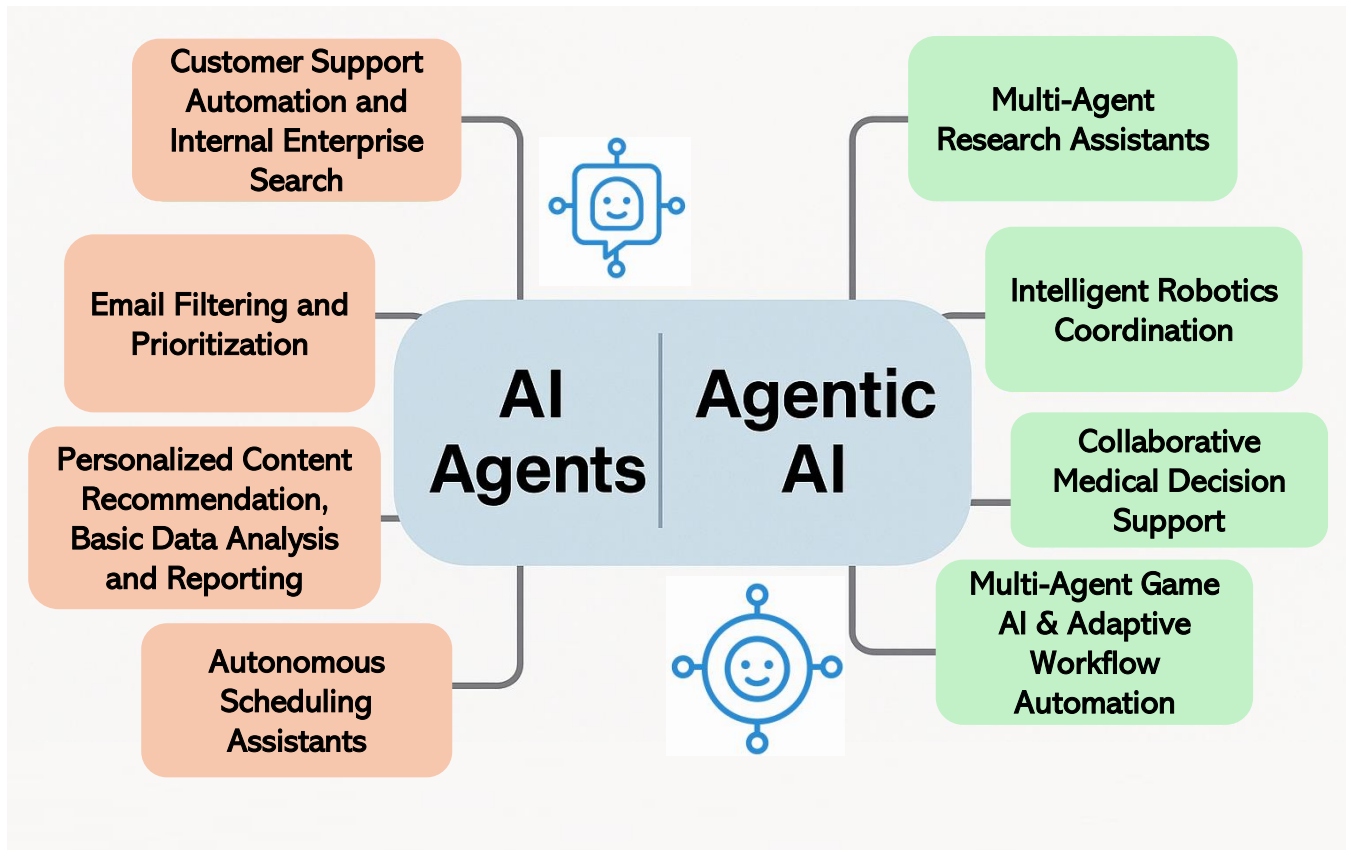 Customer Support
Automation and
Internal Enterprise
Search
Email Filtering and
Prioritization
Personalized Content
Recommendation,
Basic Data Analysis
and Reporting
Autonomous
Scheduling
Assistants
AI
Agents
Agentic
AI
Multi-Agent
Research Assistants
Intelligent Robotics
Coordination
Collaborative
Medical Decision
Support
Multi-Agent Game
AI & Adaptive
Workflow
Automation